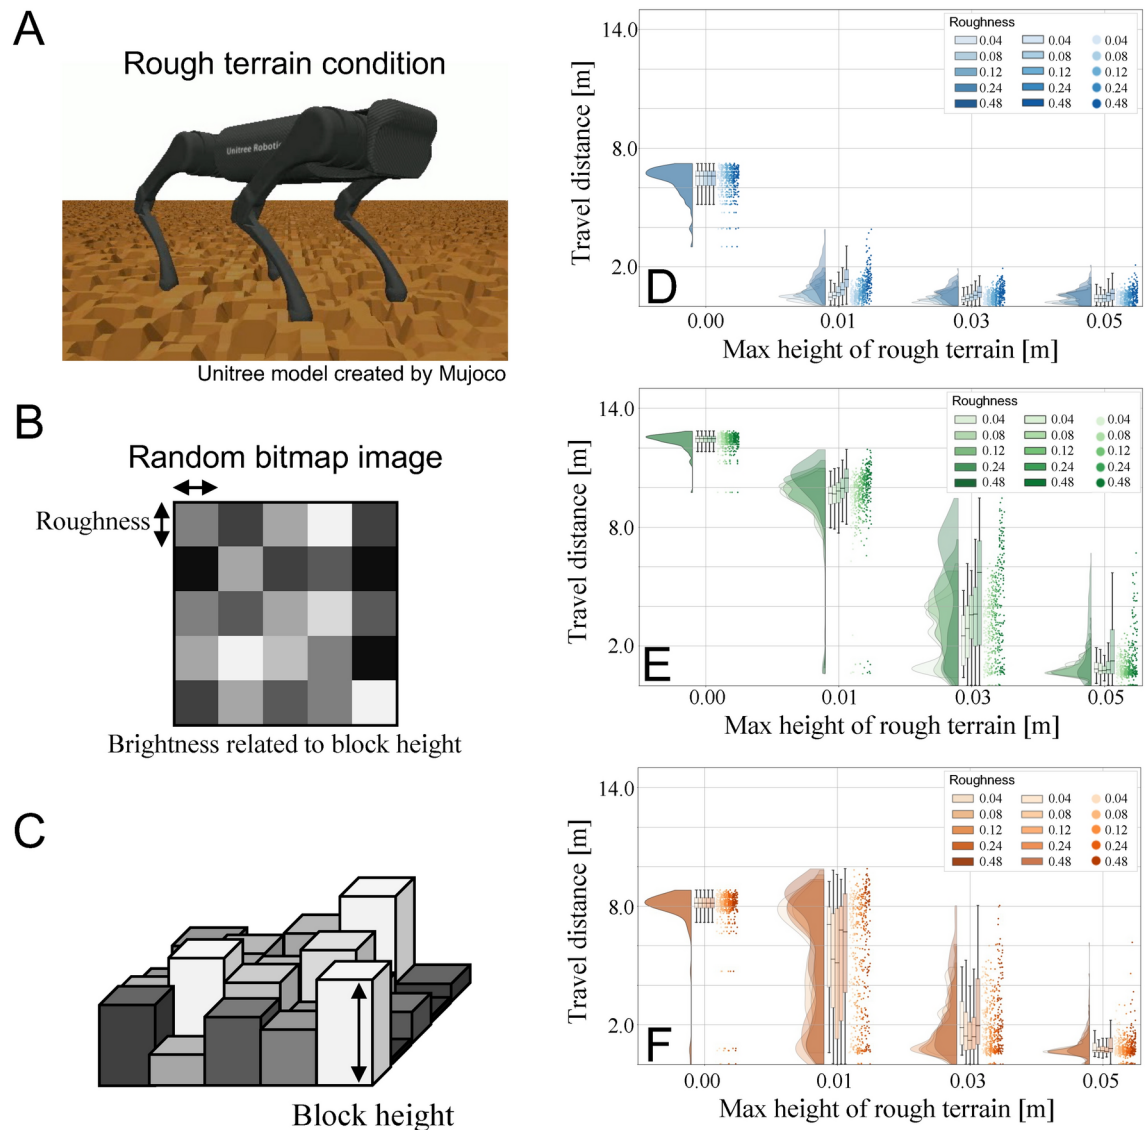 A
Rough terrain condition
Unitree Robotic
Unitree model created by Mujoco
B
Random bitmap image
Roughness
Brightness related to block height
C
Block height
Travel distance [m]
14.0
8.0
2.0
Roughness
0.04 0.04 0.04
0.08 0.08 0.08
0.12 0.12 0.12
0.24 0.24 0.24
0.48 0.48 0.48
D
0.00 0.01 0.03 0.05
Max height of rough terrain [m]
Travel distance [m]
14.0
8.0
2.0
Roughness
0.04 0.04 0.04
0.08 0.08 0.08
0.12 0.12 0.12
0.24 0.24 0.24
0.48 0.48 0.48
E
0.00 0.01 0.03 0.05
Max height of rough terrain [m]
Travel distance [m]
14.0
8.0
2.0
Roughness
0.04 0.04 0.04
0.08 0.08 0.08
0.12 0.12 0.12
0.24 0.24 0.24
0.48 0.48 0.48
F
0.00 0.01 0.03 0.05
Max height of rough terrain [m]